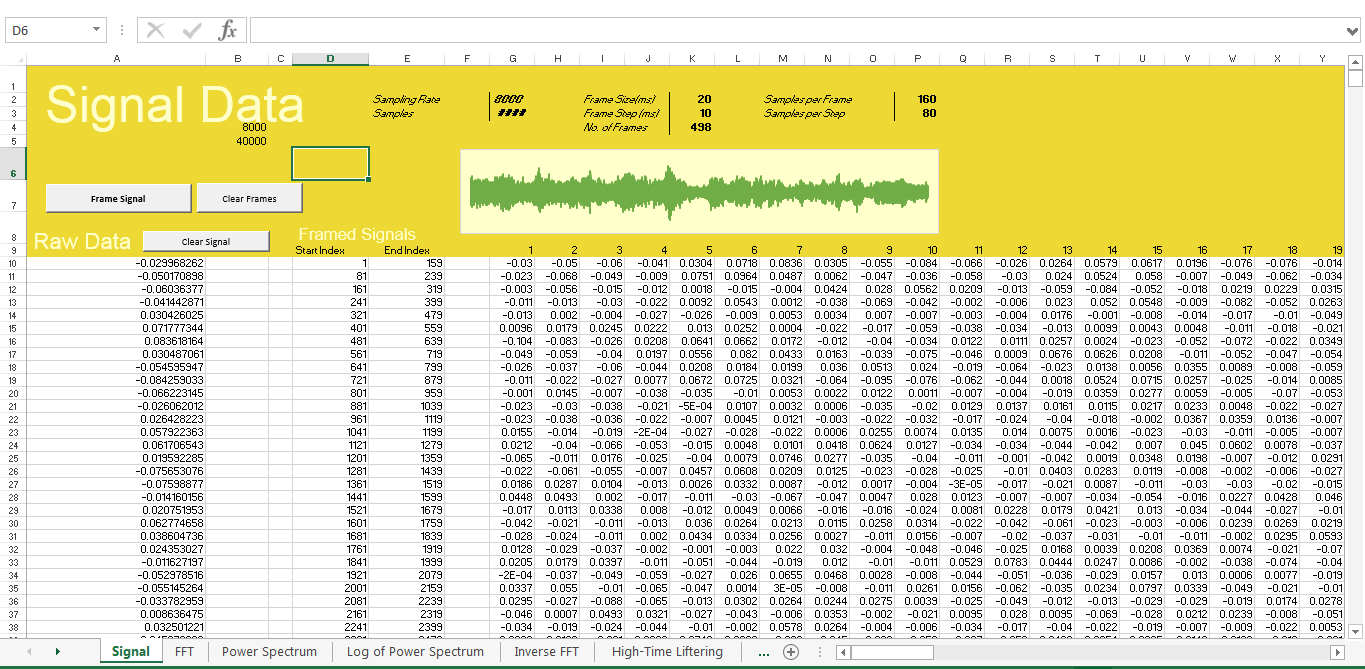 D6
fx
A B C D E F G H I J K L M N O P Q R S T U V W X Y
1
Signal Data
2 Sampling Rate 8000 Frame Size(ms) 20 Samples per Frame 160
3 Samples #### Frame Step (ms) 10 Samples per Step 80
4 8000 No. of Frames 498
5 40000
6
7 Frame Signal Clear Frames
8 Raw Data Clear Signal Framed Signals
9 Start Index End Index 1 2 3 4 5 6 7 8 9 10 11 12 13 14 15 16 17 18 19
10 -0.029968262 1 159 -0.03 -0.05 -0.06 -0.041 0.0304 0.0718 0.0836 0.0305 -0.055 -0.084 -0.066 -0.026 0.0264 0.0579 0.0617 0.0196 -0.076 -0.076 -0.014
11 -0.050170898 81 239 -0.023 -0.068 -0.049 -0.009 0.0751 0.0964 0.0487 0.0062 -0.047 -0.036 -0.058 -0.03 0.024 0.0524 0.058 -0.007 -0.049 -0.062 -0.034
12 -0.06036377 161 319 -0.003 -0.056 -0.015 -0.012 0.0018 -0.015 -0.004 0.0424 0.028 0.0562 0.0209 -0.013 -0.059 -0.084 -0.052 -0.018 0.0219 0.0229 0.0315
13 -0.041442871 241 399 -0.011 -0.013 -0.03 -0.022 0.0092 0.0543 0.0012 -0.038 -0.069 -0.042 -0.002 -0.006 0.023 0.052 0.0548 -0.009 -0.082 -0.052 0.0263
14 0.030426025 321 479 -0.013 0.002 -0.004 -0.027 -0.026 -0.009 0.0053 0.0034 0.007 -0.007 -0.003 -0.004 0.0176 -0.001 -0.008 -0.014 -0.017 -0.01 -0.049
15 0.071777344 401 559 0.0096 0.0179 0.0245 0.0222 0.013 0.0252 0.0004 -0.022 -0.017 -0.059 -0.038 -0.034 -0.013 0.0099 0.0043 0.0048 -0.011 -0.018 -0.021
16 0.083618164 481 639 -0.104 -0.083 -0.026 0.0208 0.0641 0.0662 0.0172 -0.012 -0.04 -0.034 0.0122 0.0111 0.0257 0.0024 -0.023 -0.052 -0.072 -0.022 0.0349
17 0.030487061 561 719 -0.049 -0.059 -0.04 0.0197 0.0556 0.082 0.0433 0.0163 -0.039 -0.075 -0.046 0.0009 0.0676 0.0626 0.0208 -0.011 -0.052 -0.047 -0.054
18 -0.054595947 641 799 -0.026 -0.037 -0.06 -0.044 0.0208 0.0184 0.0199 0.036 0.0513 0.024 -0.019 -0.064 -0.023 0.0138 0.0056 0.0355 0.0089 -0.008 -0.059
19 -0.084259033 721 879 -0.011 -0.022 -0.027 0.0077 0.0672 0.0725 0.0321 -0.064 -0.095 -0.076 -0.062 -0.044 0.0018 0.0524 0.0715 0.0257 -0.025 -0.014 0.0085
20 -0.066223145 801 959 -0.001 0.0145 -0.007 -0.038 -0.035 -0.01 0.0053 0.0022 0.0122 0.0011 -0.007 -0.004 -0.019 0.0359 0.0277 0.0059 -0.005 -0.07 -0.053
21 -0.026062012 881 1039 -0.023 -0.03 -0.038 -0.021 -5E-04 0.0107 0.0032 0.0006 -0.035 -0.02 0.0129 0.0137 0.0161 0.0115 0.0217 0.0233 0.0048 -0.022 -0.027
22 0.026428223 961 1119 -0.023 -0.038 -0.036 -0.022 -0.007 0.0045 0.0121 -0.003 -0.022 -0.032 -0.017 -0.024 -0.04 -0.018 -0.002 0.0367 0.0359 0.0136 -0.007
23 0.057922363 1041 1199 0.0155 -0.014 -0.019 -2E-04 -0.027 -0.028 -0.022 0.0006 0.0255 0.0074 0.0135 0.014 0.0075 0.0016 -0.023 -0.03 -0.011 -0.005 -0.007
24 0.061706543 1121 1279 0.0212 -0.04 -0.066 -0.053 -0.015 0.0048 0.0101 0.0418 0.0624 0.0127 -0.034 -0.034 -0.044 -0.042 0.007 0.045 0.0602 0.0078 -0.037
25 0.019592285 1201 1359 -0.065 -0.011 0.0176 -0.025 -0.04 0.0079 0.0746 0.0277 -0.035 -0.04 -0.011 -0.001 -0.042 0.0019 0.0348 0.0198 -0.007 -0.012 0.0291
26 -0.075653076 1281 1439 -0.022 -0.061 -0.055 -0.007 0.0457 0.0608 0.0209 0.0125 -0.023 -0.028 -0.025 -0.01 0.0403 0.0283 0.0119 -0.008 -0.002 -0.006 -0.027
27 -0.07598877 1361 1519 0.0186 0.0287 0.0104 -0.013 0.0026 0.0332 0.0087 -0.012 0.0017 -0.004 -3E-05 -0.017 -0.021 0.0087 -0.011 -0.03 -0.03 -0.02 -0.015
28 -0.014160156 1441 1599 0.0448 0.0493 0.002 -0.017 -0.011 -0.03 -0.067 -0.047 0.0047 0.028 0.0123 -0.007 -0.007 -0.034 -0.054 -0.016 0.0227 0.0428 0.046
29 0.020751953 1521 1679 -0.017 0.0113 0.0338 0.008 -0.012 0.0049 0.0066 -0.016 -0.016 -0.024 0.0081 0.0228 0.0179 0.0421 0.013 -0.034 -0.044 -0.027 -0.01
30 0.062774658 1601 1759 -0.042 -0.021 -0.011 -0.013 0.036 0.0264 0.0213 0.0115 0.0258 0.0314 -0.022 -0.042 -0.061 -0.023 -0.003 -0.006 0.0239 0.0269 0.0219
31 0.038604736 1681 1839 -0.028 -0.024 -0.011 0.002 0.0434 0.0334 0.0256 0.0027 -0.011 0.0156 -0.007 -0.02 -0.037 -0.031 -0.01 -0.011 -0.002 0.0295 0.0593
32 0.024353027 1761 1919 0.0128 -0.029 -0.037 -0.002 -0.001 -0.003 0.022 0.032 -0.004 -0.048 -0.046 -0.025 0.0168 0.0039 0.0208 0.0369 0.0074 -0.021 -0.07
33 -0.011627197 1841 1999 0.0205 0.0179 0.0397 -0.011 -0.051 -0.044 -0.019 0.012 -0.01 -0.011 0.0529 0.0783 0.0444 0.0247 0.0086 -0.002 -0.038 -0.074 -0.04
34 -0.052978516 1921 2079 -2E-04 -0.037 -0.049 -0.059 -0.027 0.026 0.0655 0.0468 0.0028 -0.008 -0.044 -0.051 -0.036 -0.029 0.0157 0.013 0.0006 0.0077 -0.019
35 -0.055145264 2001 2159 0.0337 0.055 -0.01 -0.065 -0.047 0.0014 3E-05 -0.008 -0.011 0.0261 0.0156 -0.062 -0.035 0.0234 0.0797 0.0339 -0.049 -0.021 -0.01
36 -0.033782959 2081 2239 0.0295 -0.027 -0.088 -0.065 -0.013 0.0302 0.0264 0.0244 0.0275 0.0039 -0.025 -0.049 -0.012 -0.013 -0.029 -0.029 -0.019 0.0174 0.0278
37 0.008636475 2161 2319 -0.046 0.0007 0.0493 0.0321 -0.027 -0.043 -0.006 0.0353 -0.002 -0.021 0.0095 0.028 0.0095 -0.069 -0.028 0.0212 0.0239 -0.008 -0.051
38 0.032501221 2241 2399 -0.034 -0.019 -0.024 -0.044 -0.01 -0.002 0.0578 0.0264 -0.004 -0.006 -0.034 -0.017 -0.04 -0.022 -0.019 -0.007 -0.009 -0.022 0.0053
Signal FFT Power Spectrum Log of Power Spectrum Inverse FFT High-Time Liftering ...